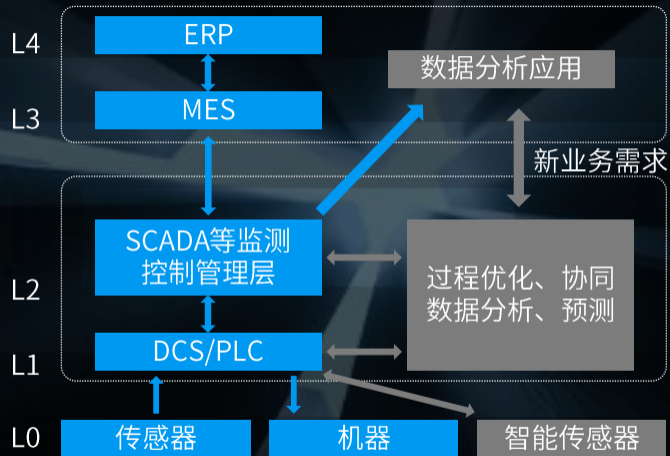 L4
ERP
数据分析应用
L3
MES
新业务需求
SCADA等监测
控制管理层
L2
过程优化、协同
数据分析、预测
L1
DCS/PLC
L0
传感器
机器
智能传感器